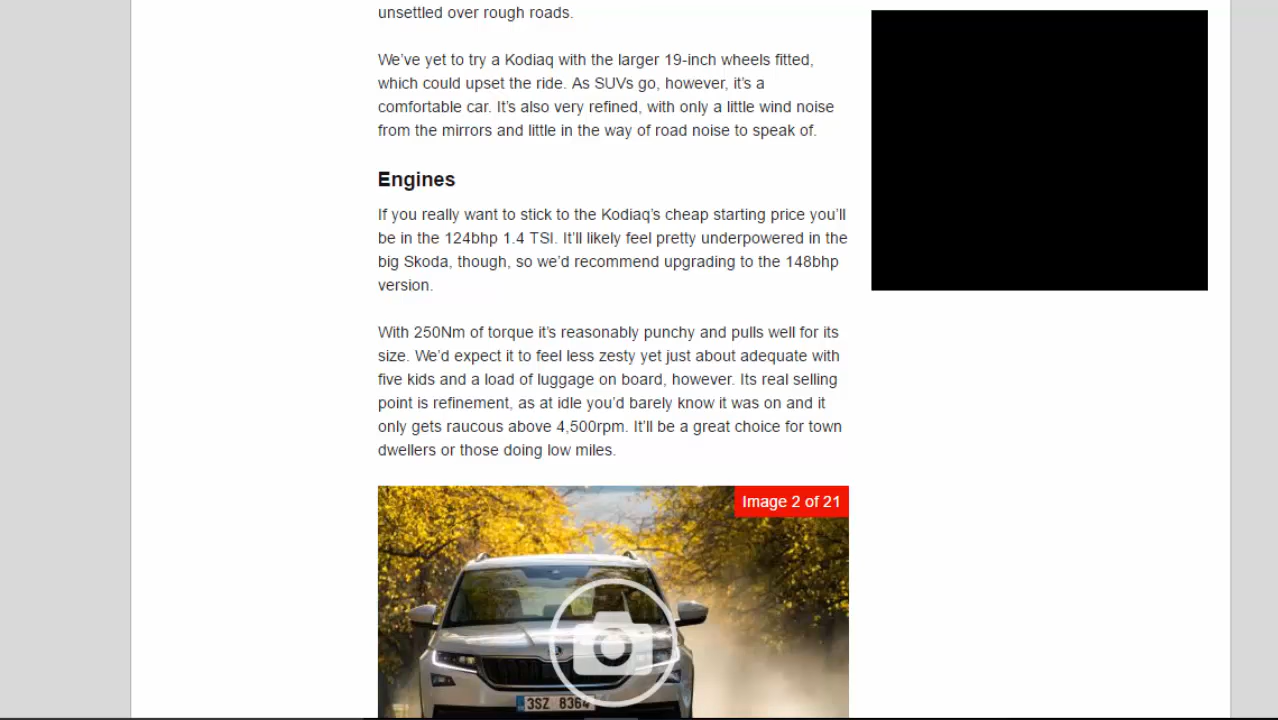 unsettled over rough roads.
We’ve yet to try a Kodiaq with the larger 19-inch wheels fitted,
which could upset the ride. As SUVs go, however, it’s a
comfortable car. It’s also very refined, with only a little wind noise
from the mirrors and little in the way of road noise to speak of.
Engines
If you really want to stick to the Kodiaq’s cheap starting price you’ll
be in the 124bhp 1.4 TSI. It’ll likely feel pretty underpowered in the
big Skoda, though, so we’d recommend upgrading to the 148bhp
version.
With 250Nm of torque it’s reasonably punchy and pulls well for its
size. We’d expect it to feel less zesty yet just about adequate with
five kids and a load of luggage on board, however. Its real selling
point is refinement, as at idle you’d barely know it was on and it
only gets raucous above 4,500rpm. It’ll be a great choice for town
dwellers or those doing low miles.
Image 2 of 21
3SZ 8364